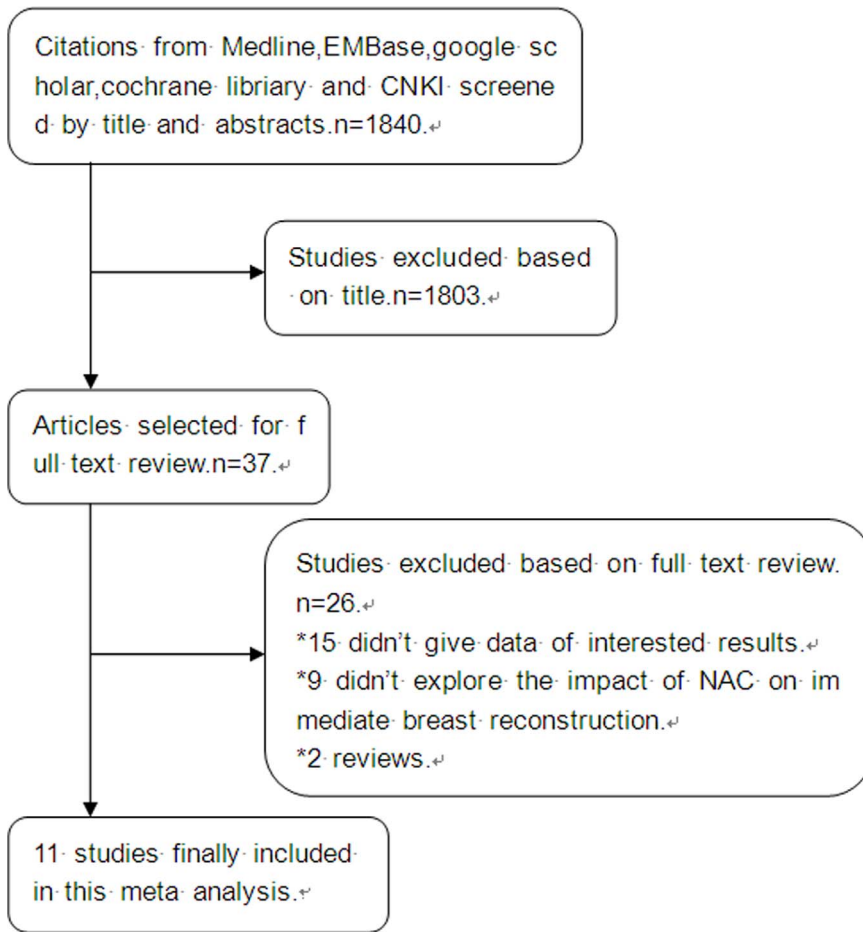 Citations from Medline,EMBase,google sc
holar,cochrane libriary and CNKI screene
d by title and abstracts.n=1840.↵
Studies excluded based
on title.n=1803.↵
Articles selected for f
ull text review.n=37.↵
Studies excluded based on full text review.
n=26.↵
*15 didn’t give data of interested results.↵
*9 didn’t explore the impact of NAC on im
mediate breast reconstruction.↵
*2 reviews.↵
11 studies finally included
in this meta analysis.↵